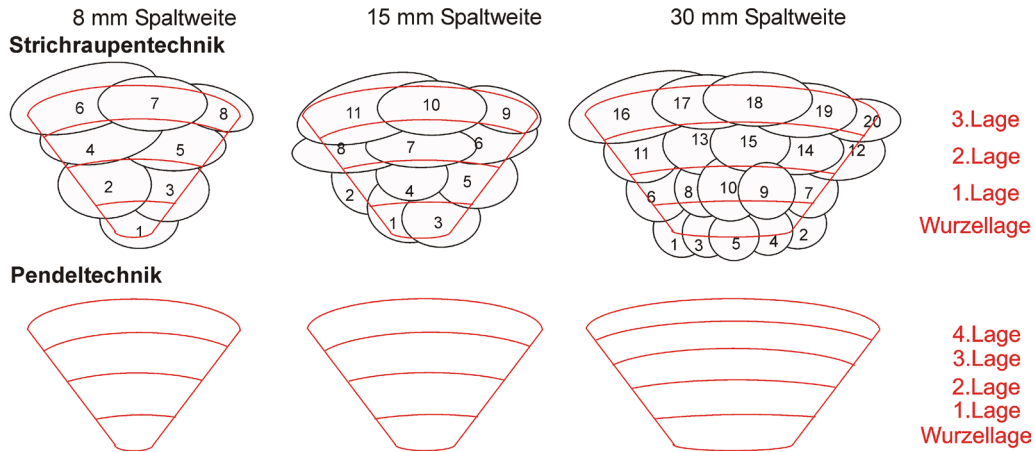 8 mm Spaltweite 15 mm Spaltweite 30 mm Spaltweite
Strichraupentechnik
6 7 8 11 10 9 16 17 18 19 20 3.Lage
4 5 8 7 6 11 13 15 14 12 2.Lage
2 3 2 4 5 6 8 10 9 7 1.Lage
1 1 3 1 3 5 4 2 Wurzellage
Pendeltechnik
4.Lage
3.Lage
2.Lage
1.Lage
Wurzellage